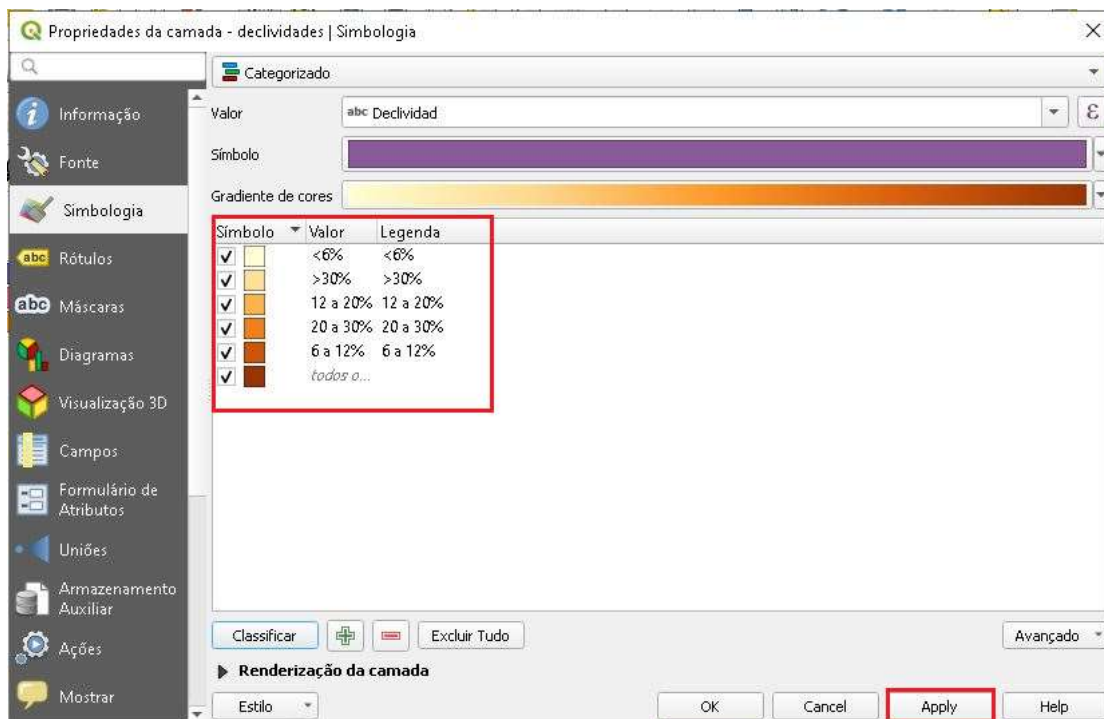 Propriedades da camada - declividades | Simbologia
Categorizado
Informação
Fonte
Simbologia
abc Rótulos
abc Máscaras
Diagramas
Visualização 3D
Campos
Formulário de
Atributos
Uniões
Armazenamento
Auxiliar
Ações
Mostrar
Valor abc Declividad ε
Símbolo
Gradiente de cores
Símbolo Valor Legenda
<6% <6%
>30% >30%
12 a 20% 12 a 20%
20 a 30% 20 a 30%
6 a 12% 6 a 12%
todos o...
Classificar Excluir Tudo Avançado
Renderização da camada
Estilo OK Cancel Apply Help